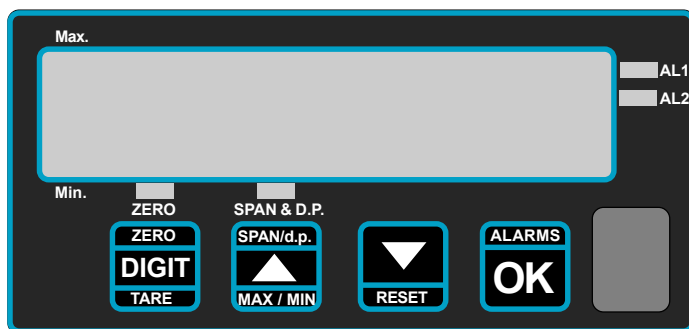 Max.
AL1
AL2
Min.
ZERO SPAN & D.P.
ZERO SPAN/d.p. ALARMS
DIGIT OK
TARE MAX / MIN RESET